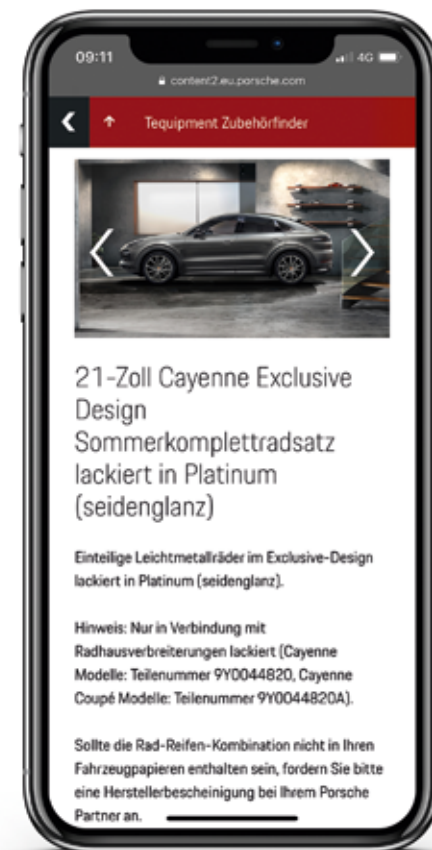 09:11
4G
content2.eu.porsche.com
Tequipment Zubehörfinder
21-Zoll Cayenne Exclusive
Design
Sommerkomplettradsatz
lackiert in Platinum
(seidenglanz)
Einteilige Leichtmetallräder im Exclusive-Design
lackiert in Platinum (seidenglanz).
Hinweis: Nur in Verbindung mit
Radhausverbreiterungen lackiert (Cayenne
Modelle: Teilenummer 9Y0044820, Cayenne
Coupé Modelle: Teilenummer 9Y0044820A).
Sollte die Rad-Reifen-Kombination nicht in Ihren
Fahrzeugpapieren enthalten sein, fordern Sie bitte
eine Herstellerbescheinigung bei Ihrem Porsche
Partner an.